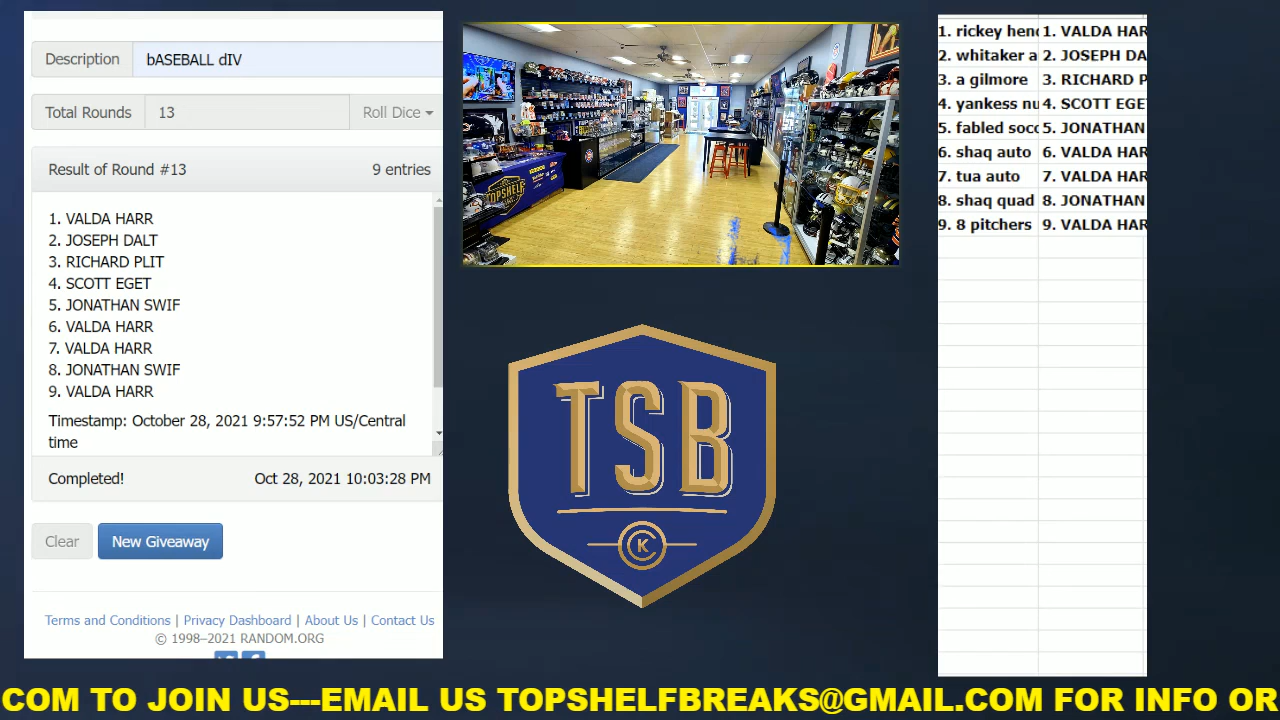 Description bASEBALL dIV
Total Rounds 13 Roll Dice
Result of Round #13 9 entries
1. VALDA HARR
2. JOSEPH DALT
3. RICHARD PLIT
4. SCOTT EGET
5. JONATHAN SWIF
6. VALDA HARR
7. VALDA HARR
8. JONATHAN SWIF
9. VALDA HARR
Timestamp: October 28, 2021 9:57:52 PM US/Central
time
Completed! Oct 28, 2021 10:03:28 PM
Clear New Giveaway
Terms and Conditions | Privacy Dashboard | About Us | Contact Us
© 1998–2021 RANDOM.ORG
TOPSHELF
TSB
CK
1. rickey hen 1. VALDA HAR
2. whitaker a 2. JOSEPH DA
3. a gilmore 3. RICHARD P
4. yankess nu 4. SCOTT EGE
5. fabled socc 5. JONATHAN
6. shaq auto 6. VALDA HAR
7. tua auto 7. VALDA HAR
8. shaq quad 8. JONATHAN
9. 8 pitchers 9. VALDA HAR
COM TO JOIN US---EMAIL US TOPSHELFBREAKS@GMAIL.COM FOR INFO OR